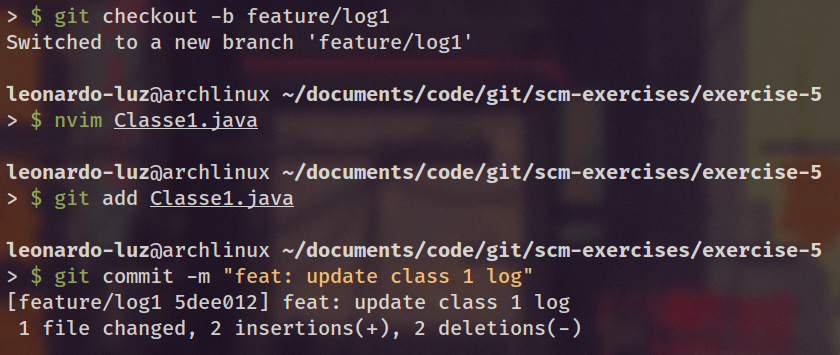 > $ git checkout -b feature/log1
Switched to a new branch 'feature/log1'
leonardo-luz@archlinux ~/documents/code/git/scm-exercises/exercise-5
> $ nvim Classe1.java
leonardo-luz@archlinux ~/documents/code/git/scm-exercises/exercise-5
> $ git add Classe1.java
leonardo-luz@archlinux ~/documents/code/git/scm-exercises/exercise-5
> $ git commit -m "feat: update class 1 log"
[feature/log1 5dee012] feat: update class 1 log
 1 file changed, 2 insertions(+), 2 deletions(-)